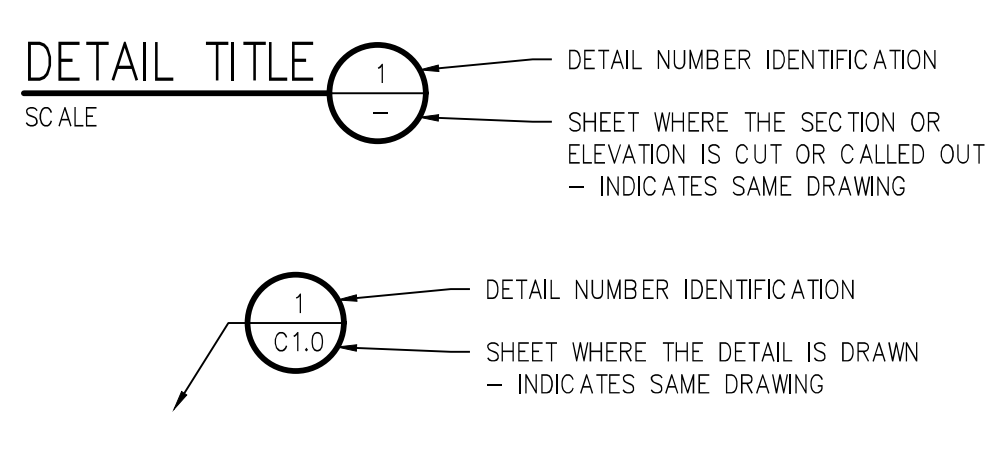 DETAIL TITLE
SCALE
1
–
DETAIL NUMBER IDENTIFICATION
SHEET WHERE THE SECTION OR
ELEVATION IS CUT OR CALLED OUT
– INDICATES SAME DRAWING
1
C1.0
DETAIL NUMBER IDENTIFICATION
SHEET WHERE THE DETAIL IS DRAWN
– INDICATES SAME DRAWING